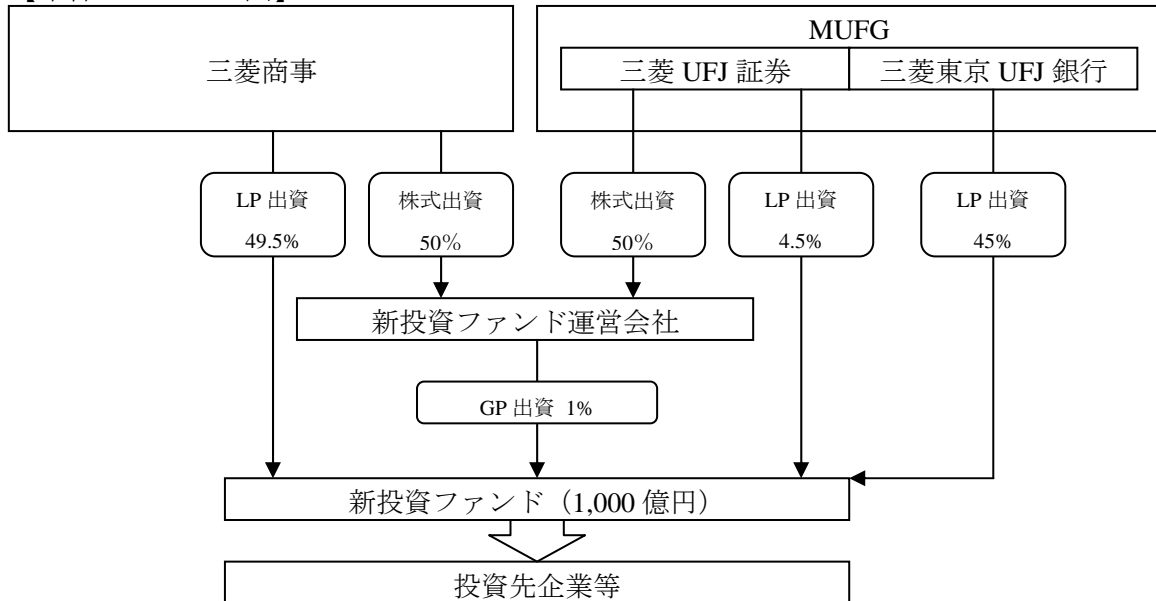 MUFG
三菱商事
三菱 UFJ 証券
三菱東京 UFJ 銀行
LP 出資
49.5%
株式出資
50%
株式出資
50%
LP 出資
4.5%
LP 出資
45%
新投資ファンド運営会社
GP 出資 1%
新投資ファンド（1,000 億円）
投資先企業等